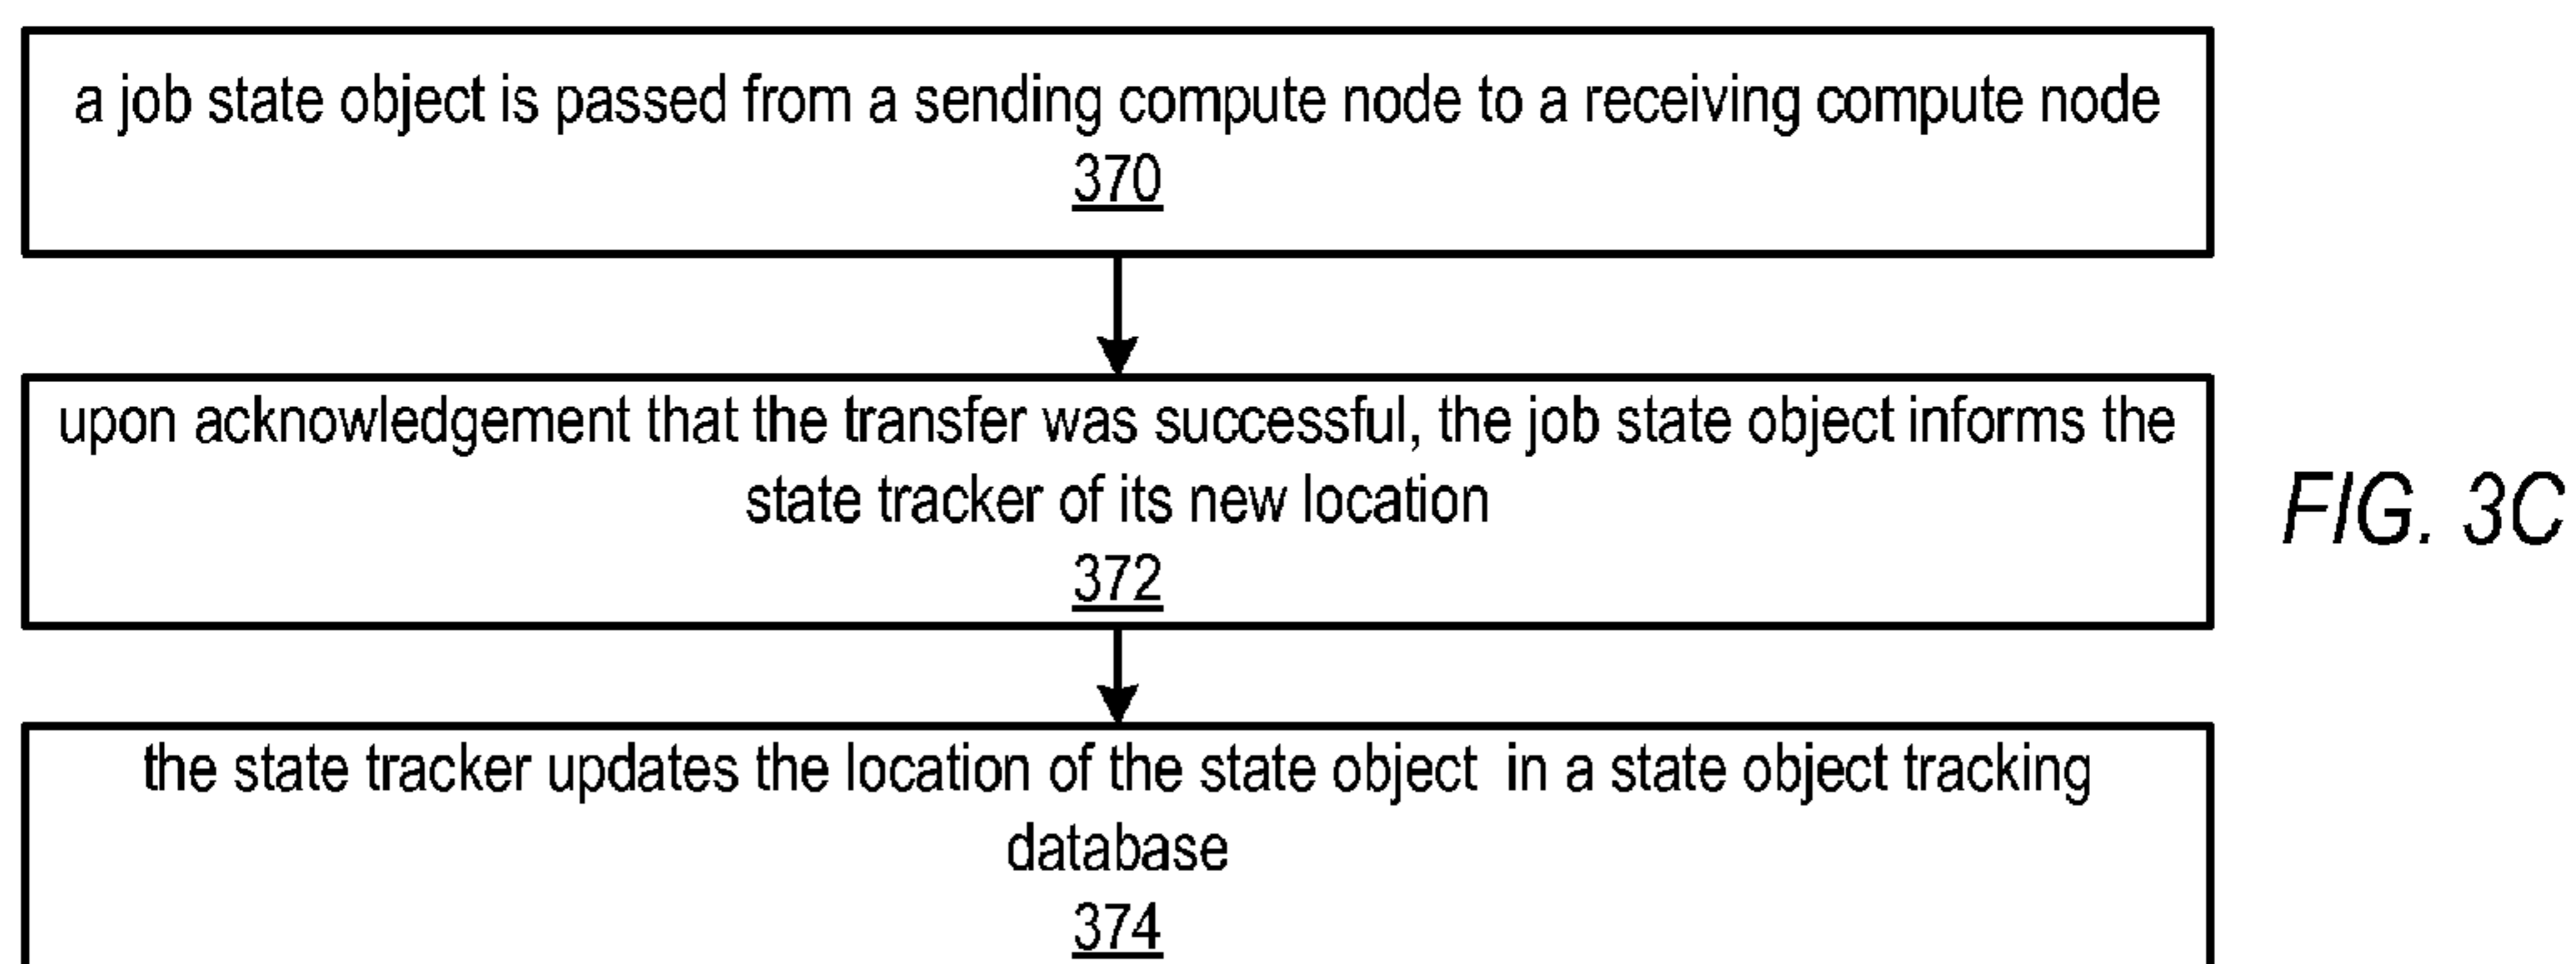 a job state object is passed from a sending compute node to a receiving compute node
370
upon acknowledgement that the transfer was successful, the job state object informs the
state tracker of its new location
372
FIG. 3C
the state tracker updates the location of the state object in a state object tracking
database
374